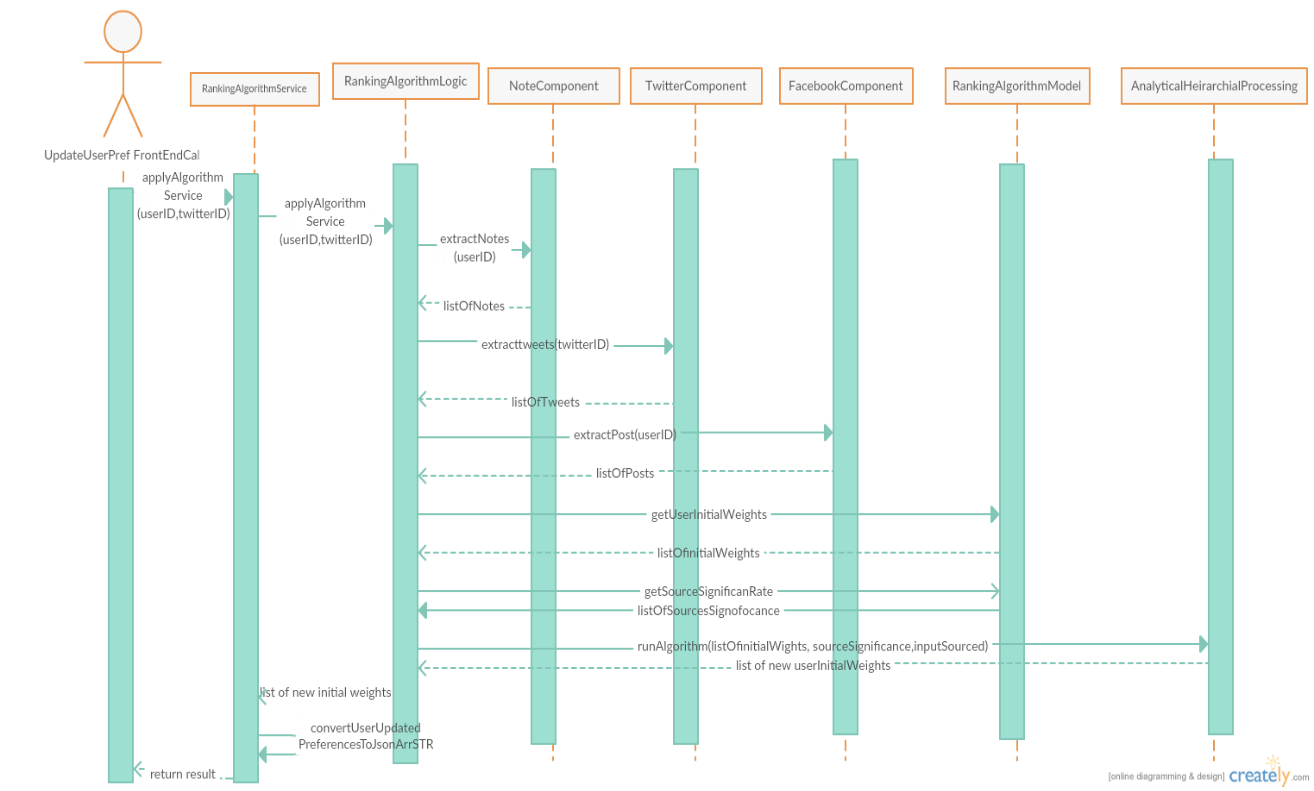 RankingAlgorithmService
RankingAlgorithmLogic
NoteComponent
TwitterComponent
FacebookComponent
RankingAlgorithmModel
AnalyticalHeirarchialProcessing
UpdateUserPref FrontEndCal
applyAlgorithm
Service
(userID,twitterID)
applyAlgorithm
Service
(userID,twitterID)
extractNotes
(userID)
listOfNotes
extracttweets(twitterID)
listOfTweets
extractPost(userID)
listOfPosts
getUserInitialWeights
listOfinitialWeights
getSourceSignificanRate
listOfSourcesSignofocance
runAlgorithm(listOfinitialWights, sourceSignificance,inputSourced)
list of new userInitialWeights
list of new initial weights
convertUserUpdated
PreferencesToJsonArrSTR
return result
[online diagramming & design] creately.com